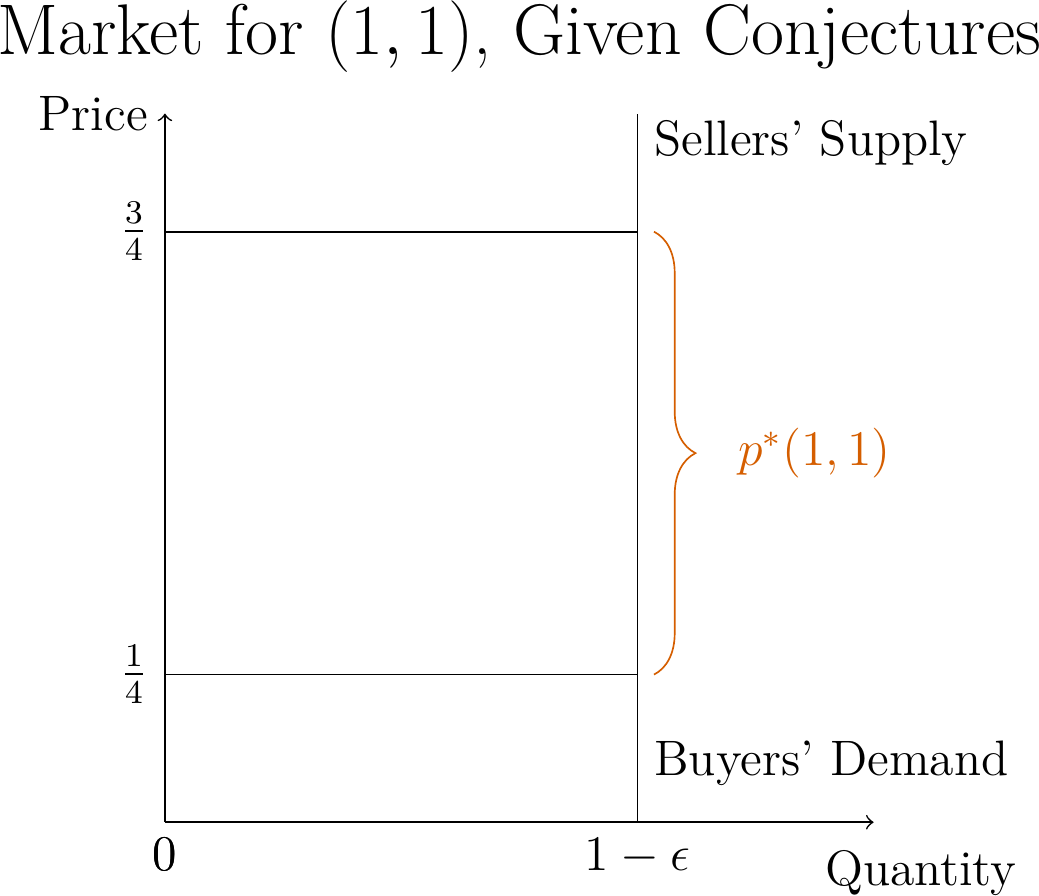 Market for (1, 1), Given Conjectures
Price
Sellers’ Supply
3/4
p*(1, 1)
1/4
Buyers’ Demand
0
1 − ϵ
Quantity